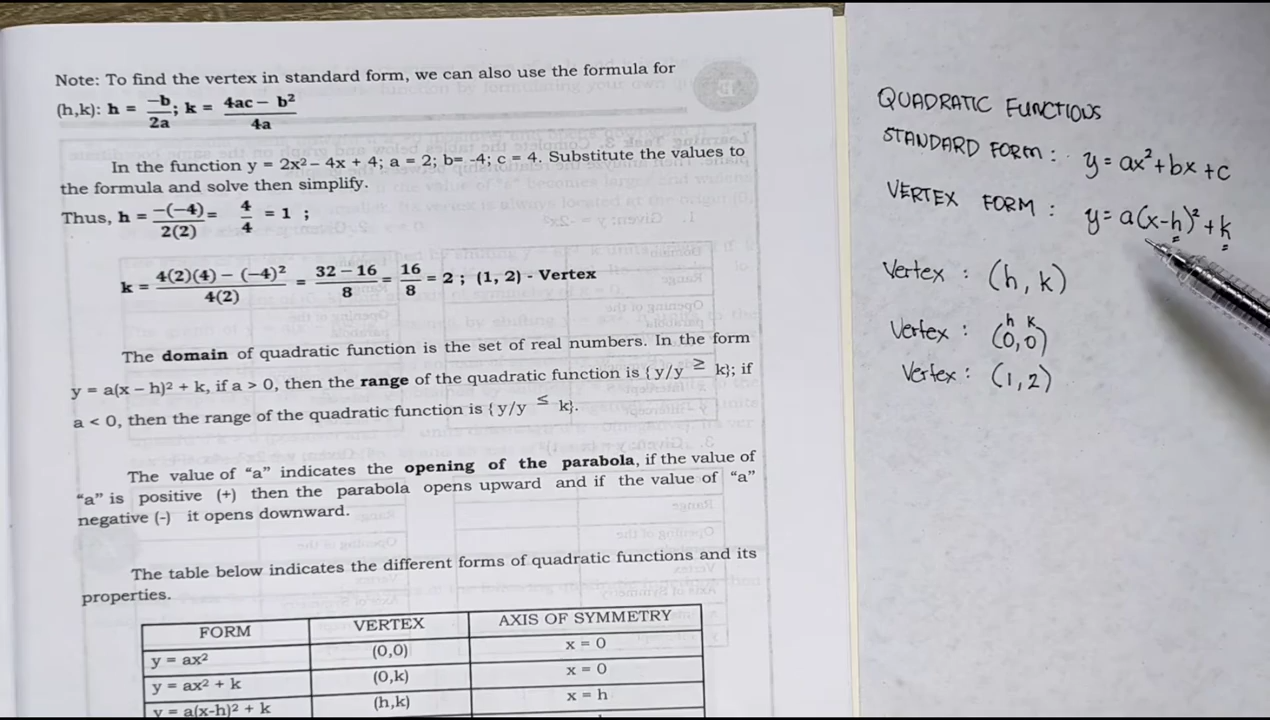 Note: To find the vertex in standard form, we can also use the formula for
(h,k): h = -b/2a; k = 4ac - b²/4a
In the function y = 2x² - 4x + 4; a = 2; b= -4; c = 4. Substitute the values to
the formula and solve then simplify.
Thus, h = -(-4)/2(2) = 4/4 = 1 ;
k = 4(2)(4) - (-4)²/4(2) = 32 - 16/8 = 16/8 = 2 ; (1, 2) - Vertex
The domain of quadratic function is the set of real numbers. In the form
y = a(x - h)² + k, if a > 0, then the range of the quadratic function is { y/y ≥ k}; if
a < 0, then the range of the quadratic function is { y/y ≤ k}.
The value of "a" indicates the opening of the parabola, if the value of
"a" is positive (+) then the parabola opens upward and if the value of "a"
negative (-) it opens downward.
The table below indicates the different forms of quadratic functions and its
properties.
FORM VERTEX AXIS OF SYMMETRY
y = ax² (0,0) x = 0
y = ax² + k (0,k) x = 0
y = a(x-h)² + k (h,k) x = h
QUADRATIC FUNCTIONS
STANDARD FORM : y = ax² + bx + c
VERTEX FORM : y = a(x-h)² + k
Vertex : (h, k)
h k
Vertex : (0, 0)
Vertex : (1, 2)